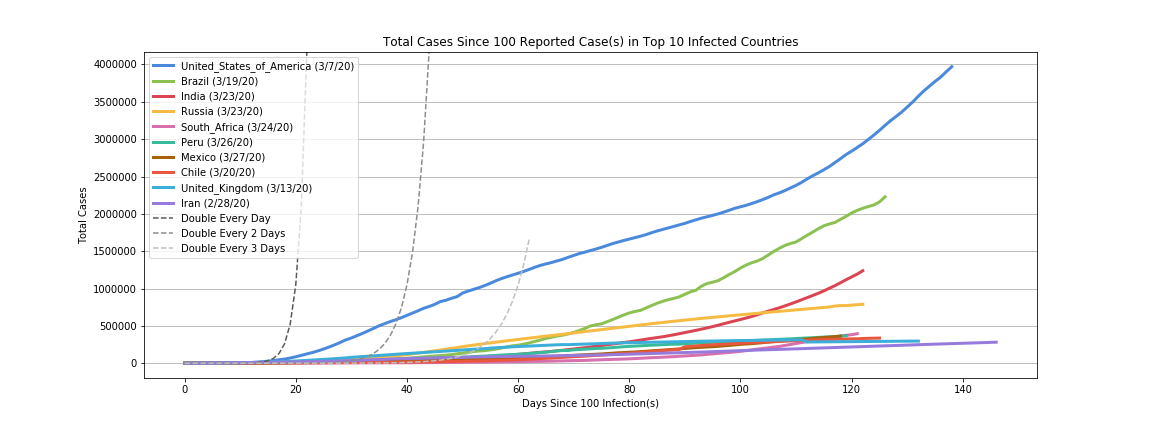 Total Cases Since 100 Reported Case(s) in Top 10 Infected Countries
Total Cases
4000000
3500000
3000000
2500000
2000000
1500000
1000000
500000
0
United_States_of_America (3/7/20)
Brazil (3/19/20)
India (3/23/20)
Russia (3/23/20)
South_Africa (3/24/20)
Peru (3/26/20)
Mexico (3/27/20)
Chile (3/20/20)
United_Kingdom (3/13/20)
Iran (2/28/20)
Double Every Day
Double Every 2 Days
Double Every 3 Days
0 20 40 60 80 100 120 140
Days Since 100 Infection(s)